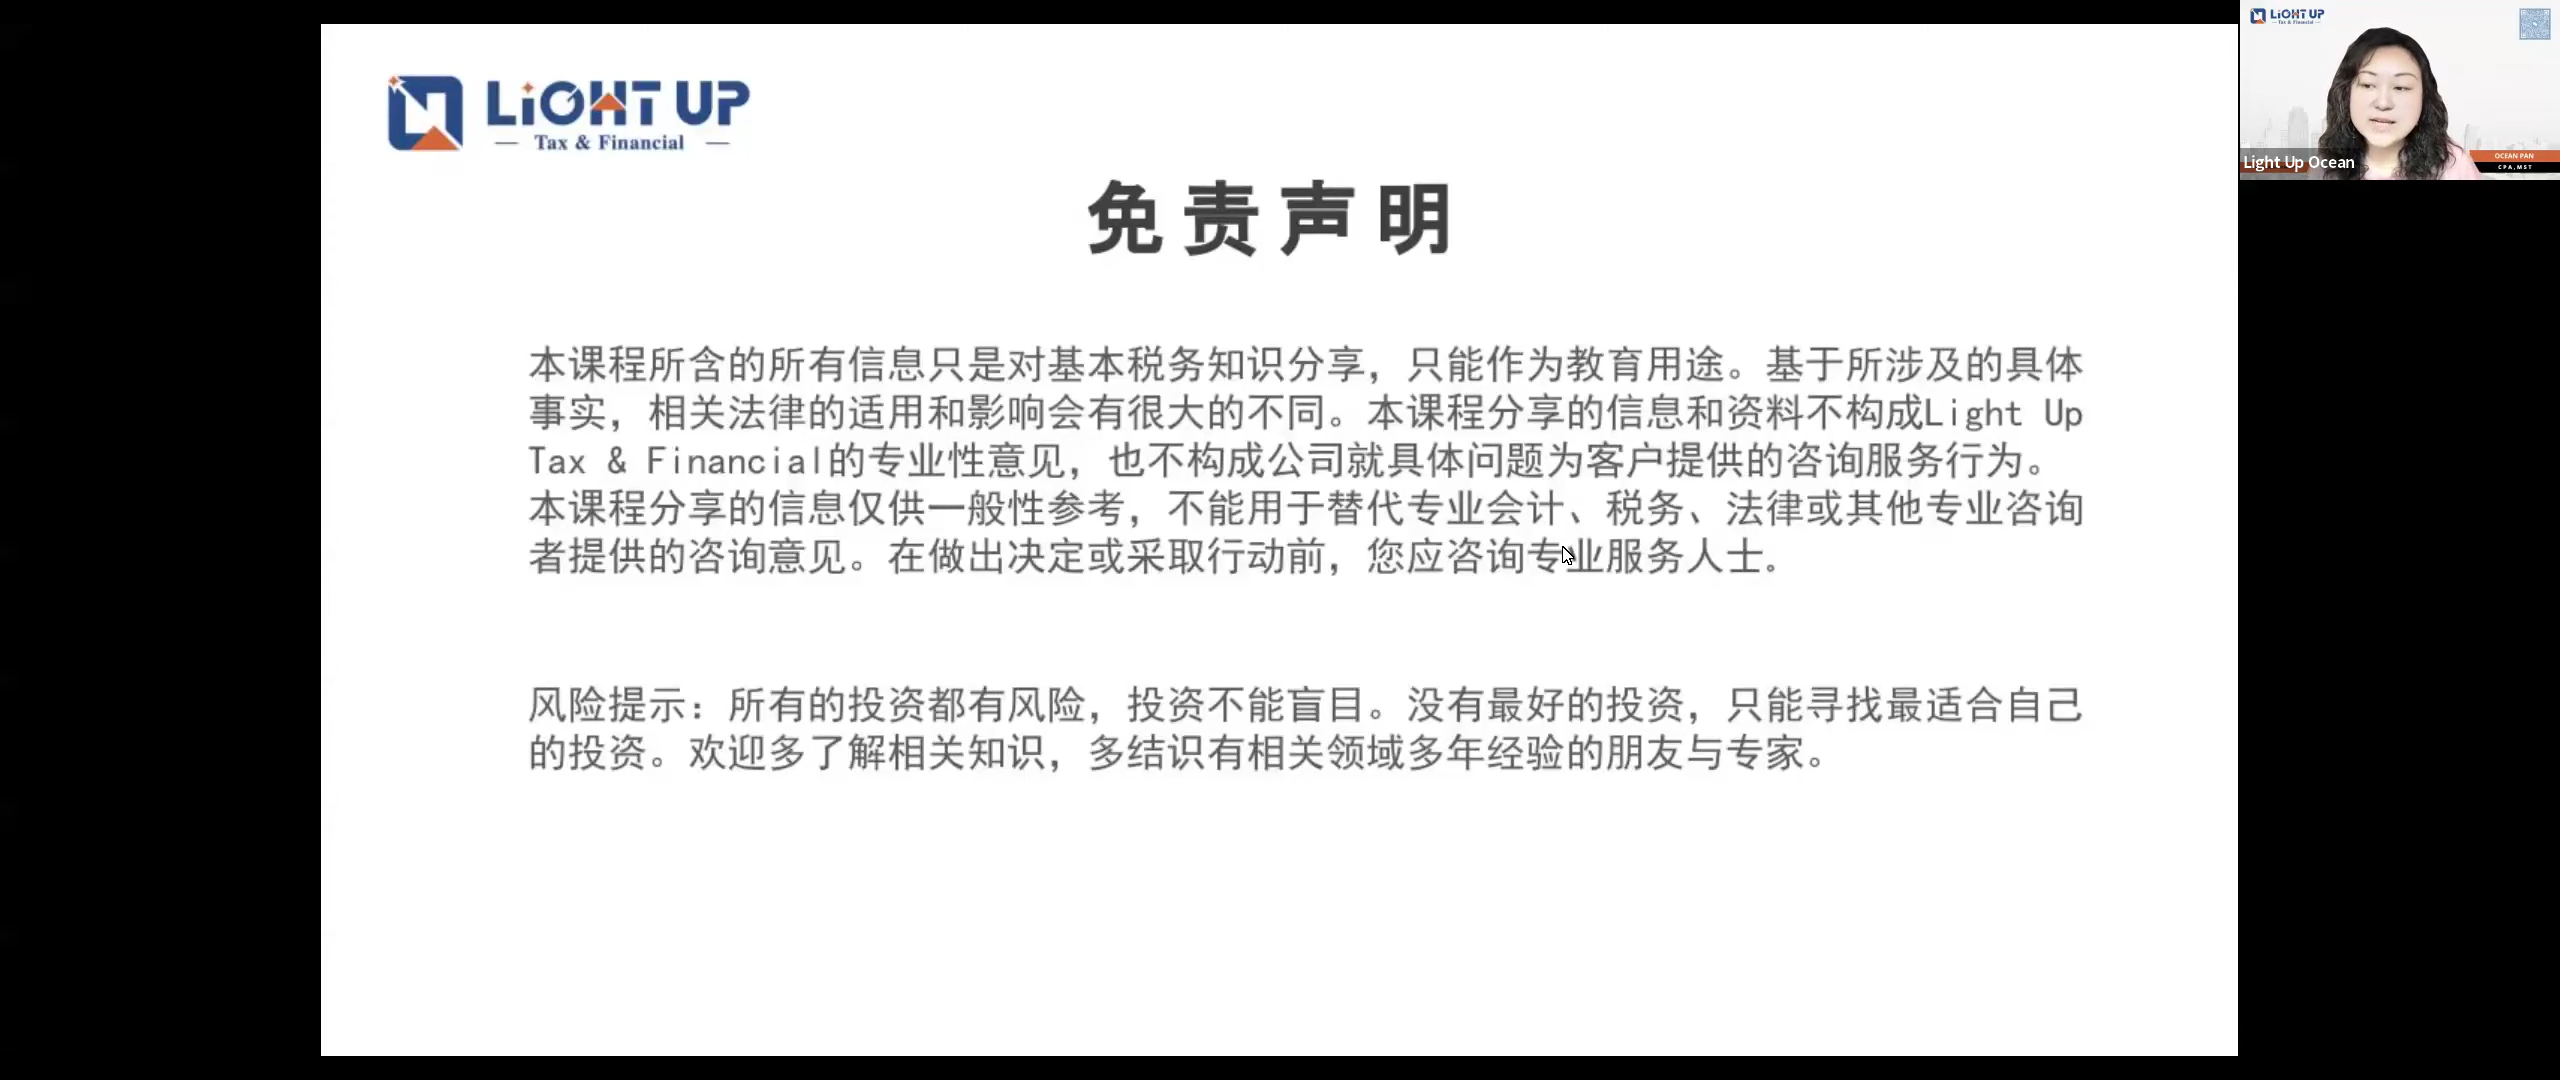 LiGHT UP
Tax & Financial
免责声明
本课程所含的所有信息只是对基本税务知识分享，只能作为教育用途。基于所涉及的具体
事实，相关法律的适用和影响会有很大的不同。本课程分享的信息和资料不构成Light Up
Tax & Financial的专业性意见，也不构成公司就具体问题为客户提供的咨询服务行为。
本课程分享的信息仅供一般性参考，不能用于替代专业会计、税务、法律或其他专业咨询
者提供的咨询意见。在做出决定或采取行动前，您应咨询专业服务人士。
风险提示：所有的投资都有风险，投资不能盲目。没有最好的投资，只能寻找最适合自己
的投资。欢迎多了解相关知识，多结识有相关领域多年经验的朋友与专家。
LiGHT UP
Tax & Financial
OCEAN PAN
CPA,MST
Light Up Ocean